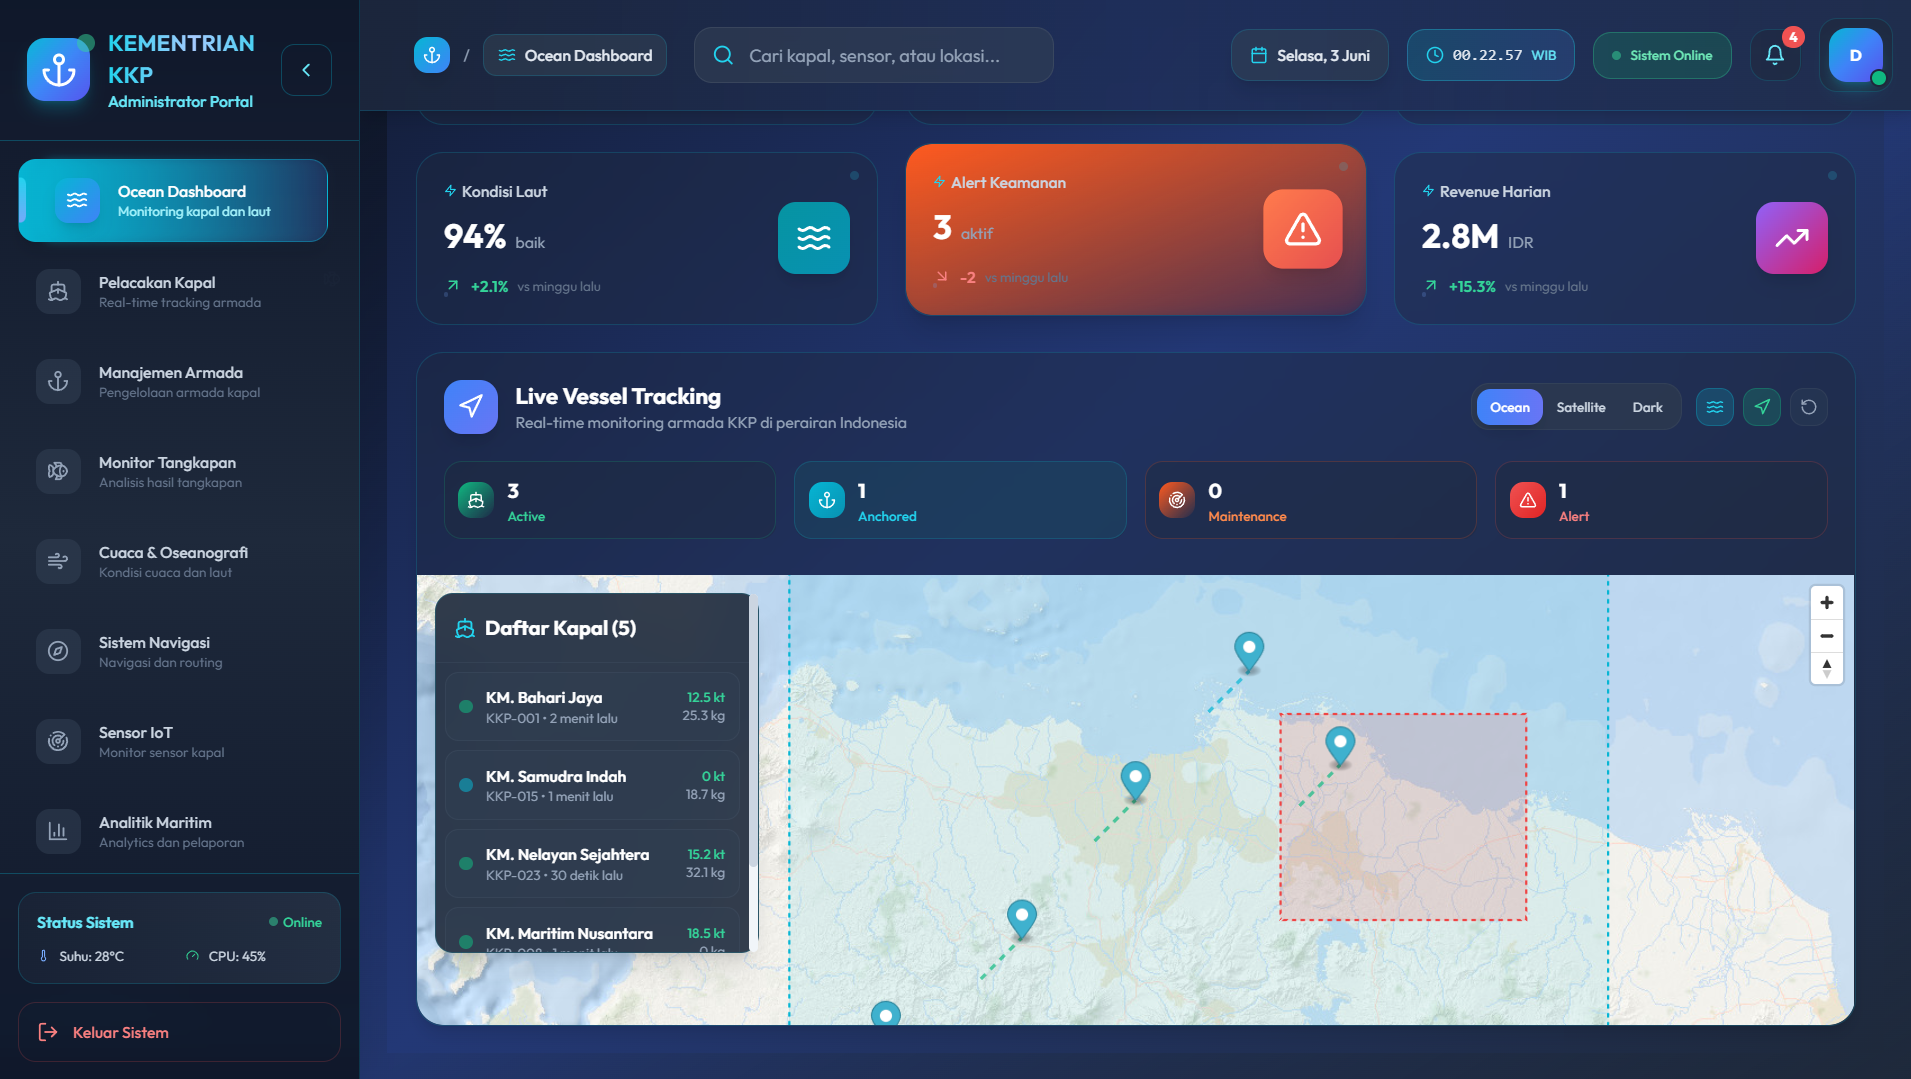 KEMENTRIAN
KKP
Administrator Portal
Ocean Dashboard
Monitoring kapal dan laut
Pelacakan Kapal
Real-time tracking armada
Manajemen Armada
Pengelolaan armada kapal
Monitor Tangkapan
Analisis hasil tangkapan
Cuaca & Oseanografi
Kondisi cuaca dan laut
Sistem Navigasi
Navigasi dan routing
Sensor IoT
Monitor sensor kapal
Analitik Maritim
Analytics dan pelaporan
Status Sistem
Online
Suhu: 28°C
CPU: 45%
Keluar Sistem
/
Ocean Dashboard
Cari kapal, sensor, atau lokasi...
Selasa, 3 Juni
00.22.57 WIB
Sistem Online
4
D
Kondisi Laut
94% baik
+2.1% vs minggu lalu
Alert Keamanan
3 aktif
-2 vs minggu lalu
Revenue Harian
2.8M IDR
+15.3% vs minggu lalu
Live Vessel Tracking
Real-time monitoring armada KKP di perairan Indonesia
Ocean
Satellite
Dark
3
Active
1
Anchored
0
Maintenance
1
Alert
Daftar Kapal (5)
KM. Bahari Jaya 12.5 kt
KKP-001 • 2 menit lalu 25.3 kg
KM. Samudra Indah 0 kt
KKP-015 • 1 menit lalu 18.7 kg
KM. Nelayan Sejahtera 15.2 kt
KKP-023 • 30 detik lalu 32.1 kg
KM. Maritim Nusantara 18.5 kt